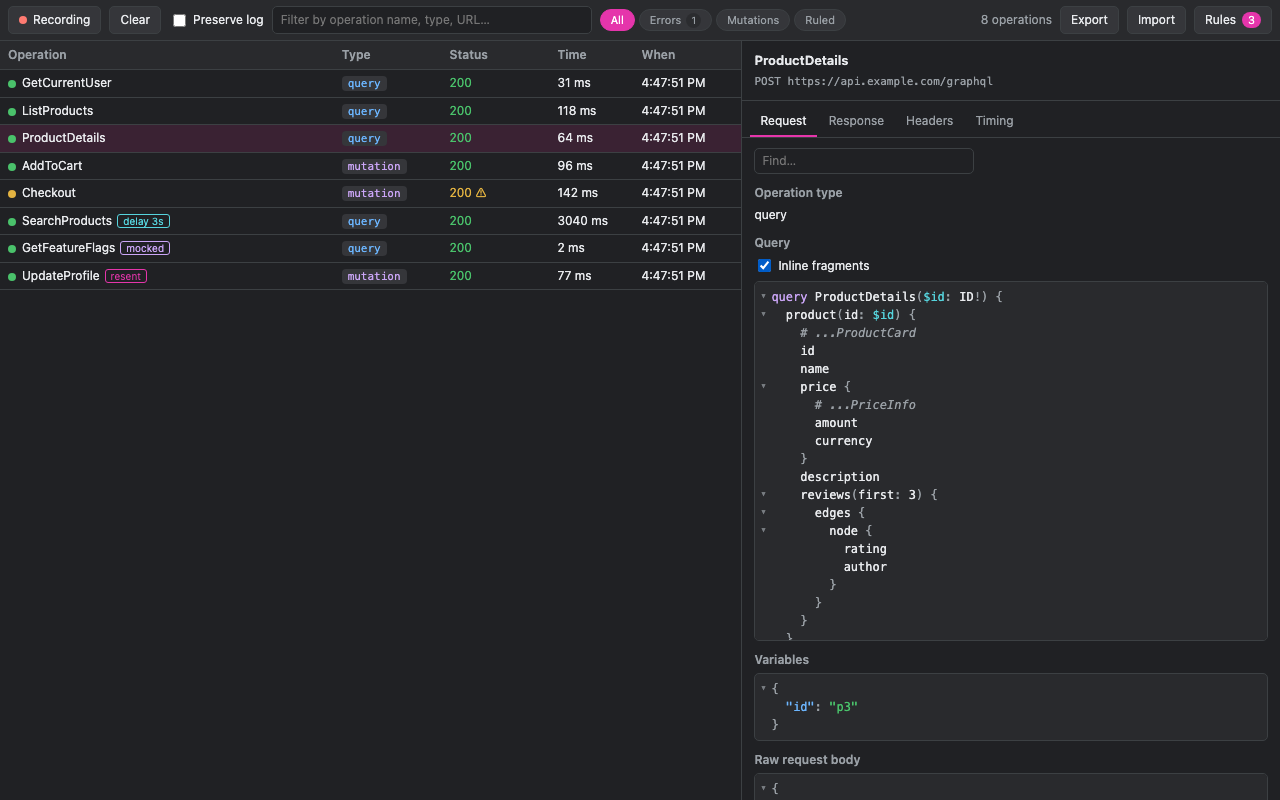 Recording Clear Preserve log Filter by operation name, type, URL... All Errors 1 Mutations Ruled 8 operations Export Import Rules 3
Operation Type Status Time When
GetCurrentUser query 200 31 ms 4:47:51 PM
ListProducts query 200 118 ms 4:47:51 PM
ProductDetails query 200 64 ms 4:47:51 PM
AddToCart mutation 200 96 ms 4:47:51 PM
Checkout mutation 200 ⚠ 142 ms 4:47:51 PM
SearchProducts delay 3s query 200 3040 ms 4:47:51 PM
GetFeatureFlags mocked query 200 2 ms 4:47:51 PM
UpdateProfile resent mutation 200 77 ms 4:47:51 PM
ProductDetails
POST https://api.example.com/graphql
Request Response Headers Timing
Find...
Operation type
query
Query
Inline fragments
query ProductDetails($id: ID!) {
product(id: $id) {
# ...ProductCard
id
name
price {
# ...PriceInfo
amount
currency
}
description
reviews(first: 3) {
edges {
node {
rating
author
}
}
}
}
Variables
{
"id": "p3"
}
Raw request body
{